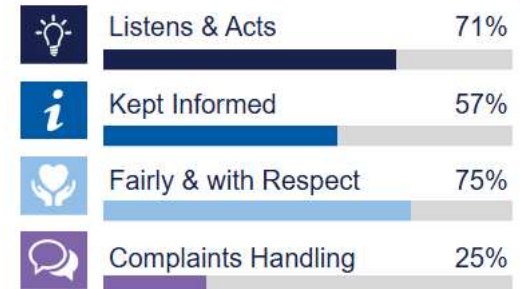 Listens & Acts 71%
Kept Informed 57%
Fairly & with Respect 75%
Complaints Handling 25%